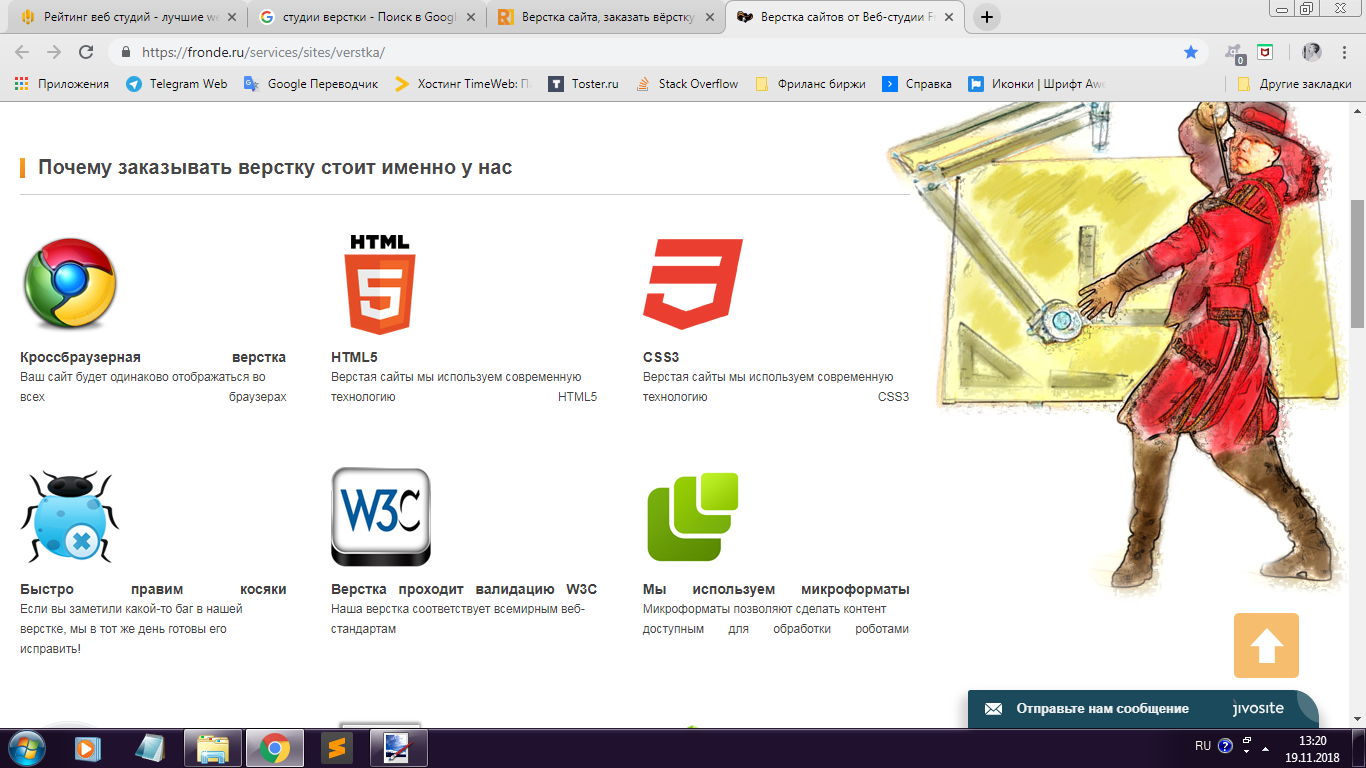 Рейтинг веб студий - лучшие we
студии верстки - Поиск в Googl
Верстка сайта, заказать вёрстку
Верстка сайтов от Веб-студии F
https://fronde.ru/services/sites/verstka/
0
Приложения
Telegram Web
Google Переводчик
Хостинг TimeWeb: П
T
Toster.ru
Stack Overflow
Фриланс биржи
Справка
Иконки | Шрифт Awe
Другие закладки
Почему заказывать верстку стоит именно у нас
HTML
5
Кроссбраузерная верстка
Ваш сайт будет одинаково отображаться во
всех браузерах
HTML5
Верстая сайты мы используем современную
технологию HTML5
CSS3
Верстая сайты мы используем современную
технологию CSS3
W3C
Быстро правим косяки
Если вы заметили какой-то баг в нашей
верстке, мы в тот же день готовы его
исправить!
Верстка проходит валидацию W3C
Наша верстка соответствует всемирным веб-
стандартам
Мы используем микроформаты
Микроформаты позволяют сделать контент
доступным для обработки роботами
Отправьте нам сообщение
jivosite
RU
13:20
19.11.2018